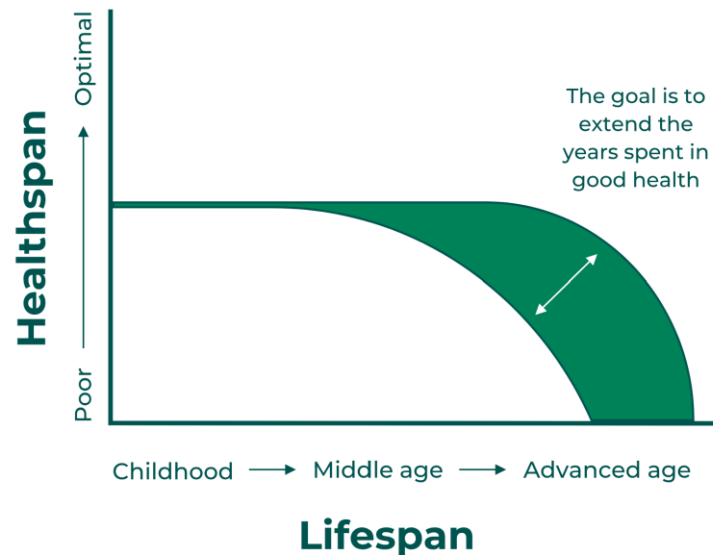 Healthspan
Poor
Optimal
The goal is to
extend the
years spent in
good health
Childhood
Middle age
Advanced age
Lifespan